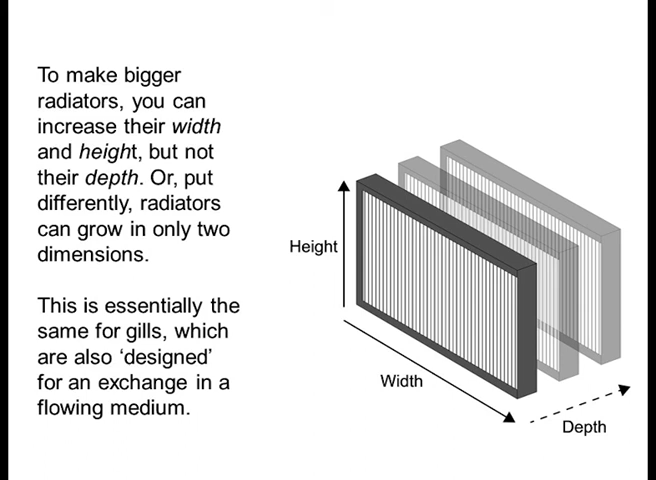 To make bigger
radiators, you can
increase their width
and height, but not
their depth. Or, put
differently, radiators
can grow in only two
dimensions.
This is essentially the
same for gills, which
are also ‘designed’
for an exchange in a
flowing medium.
Height
Width
Depth